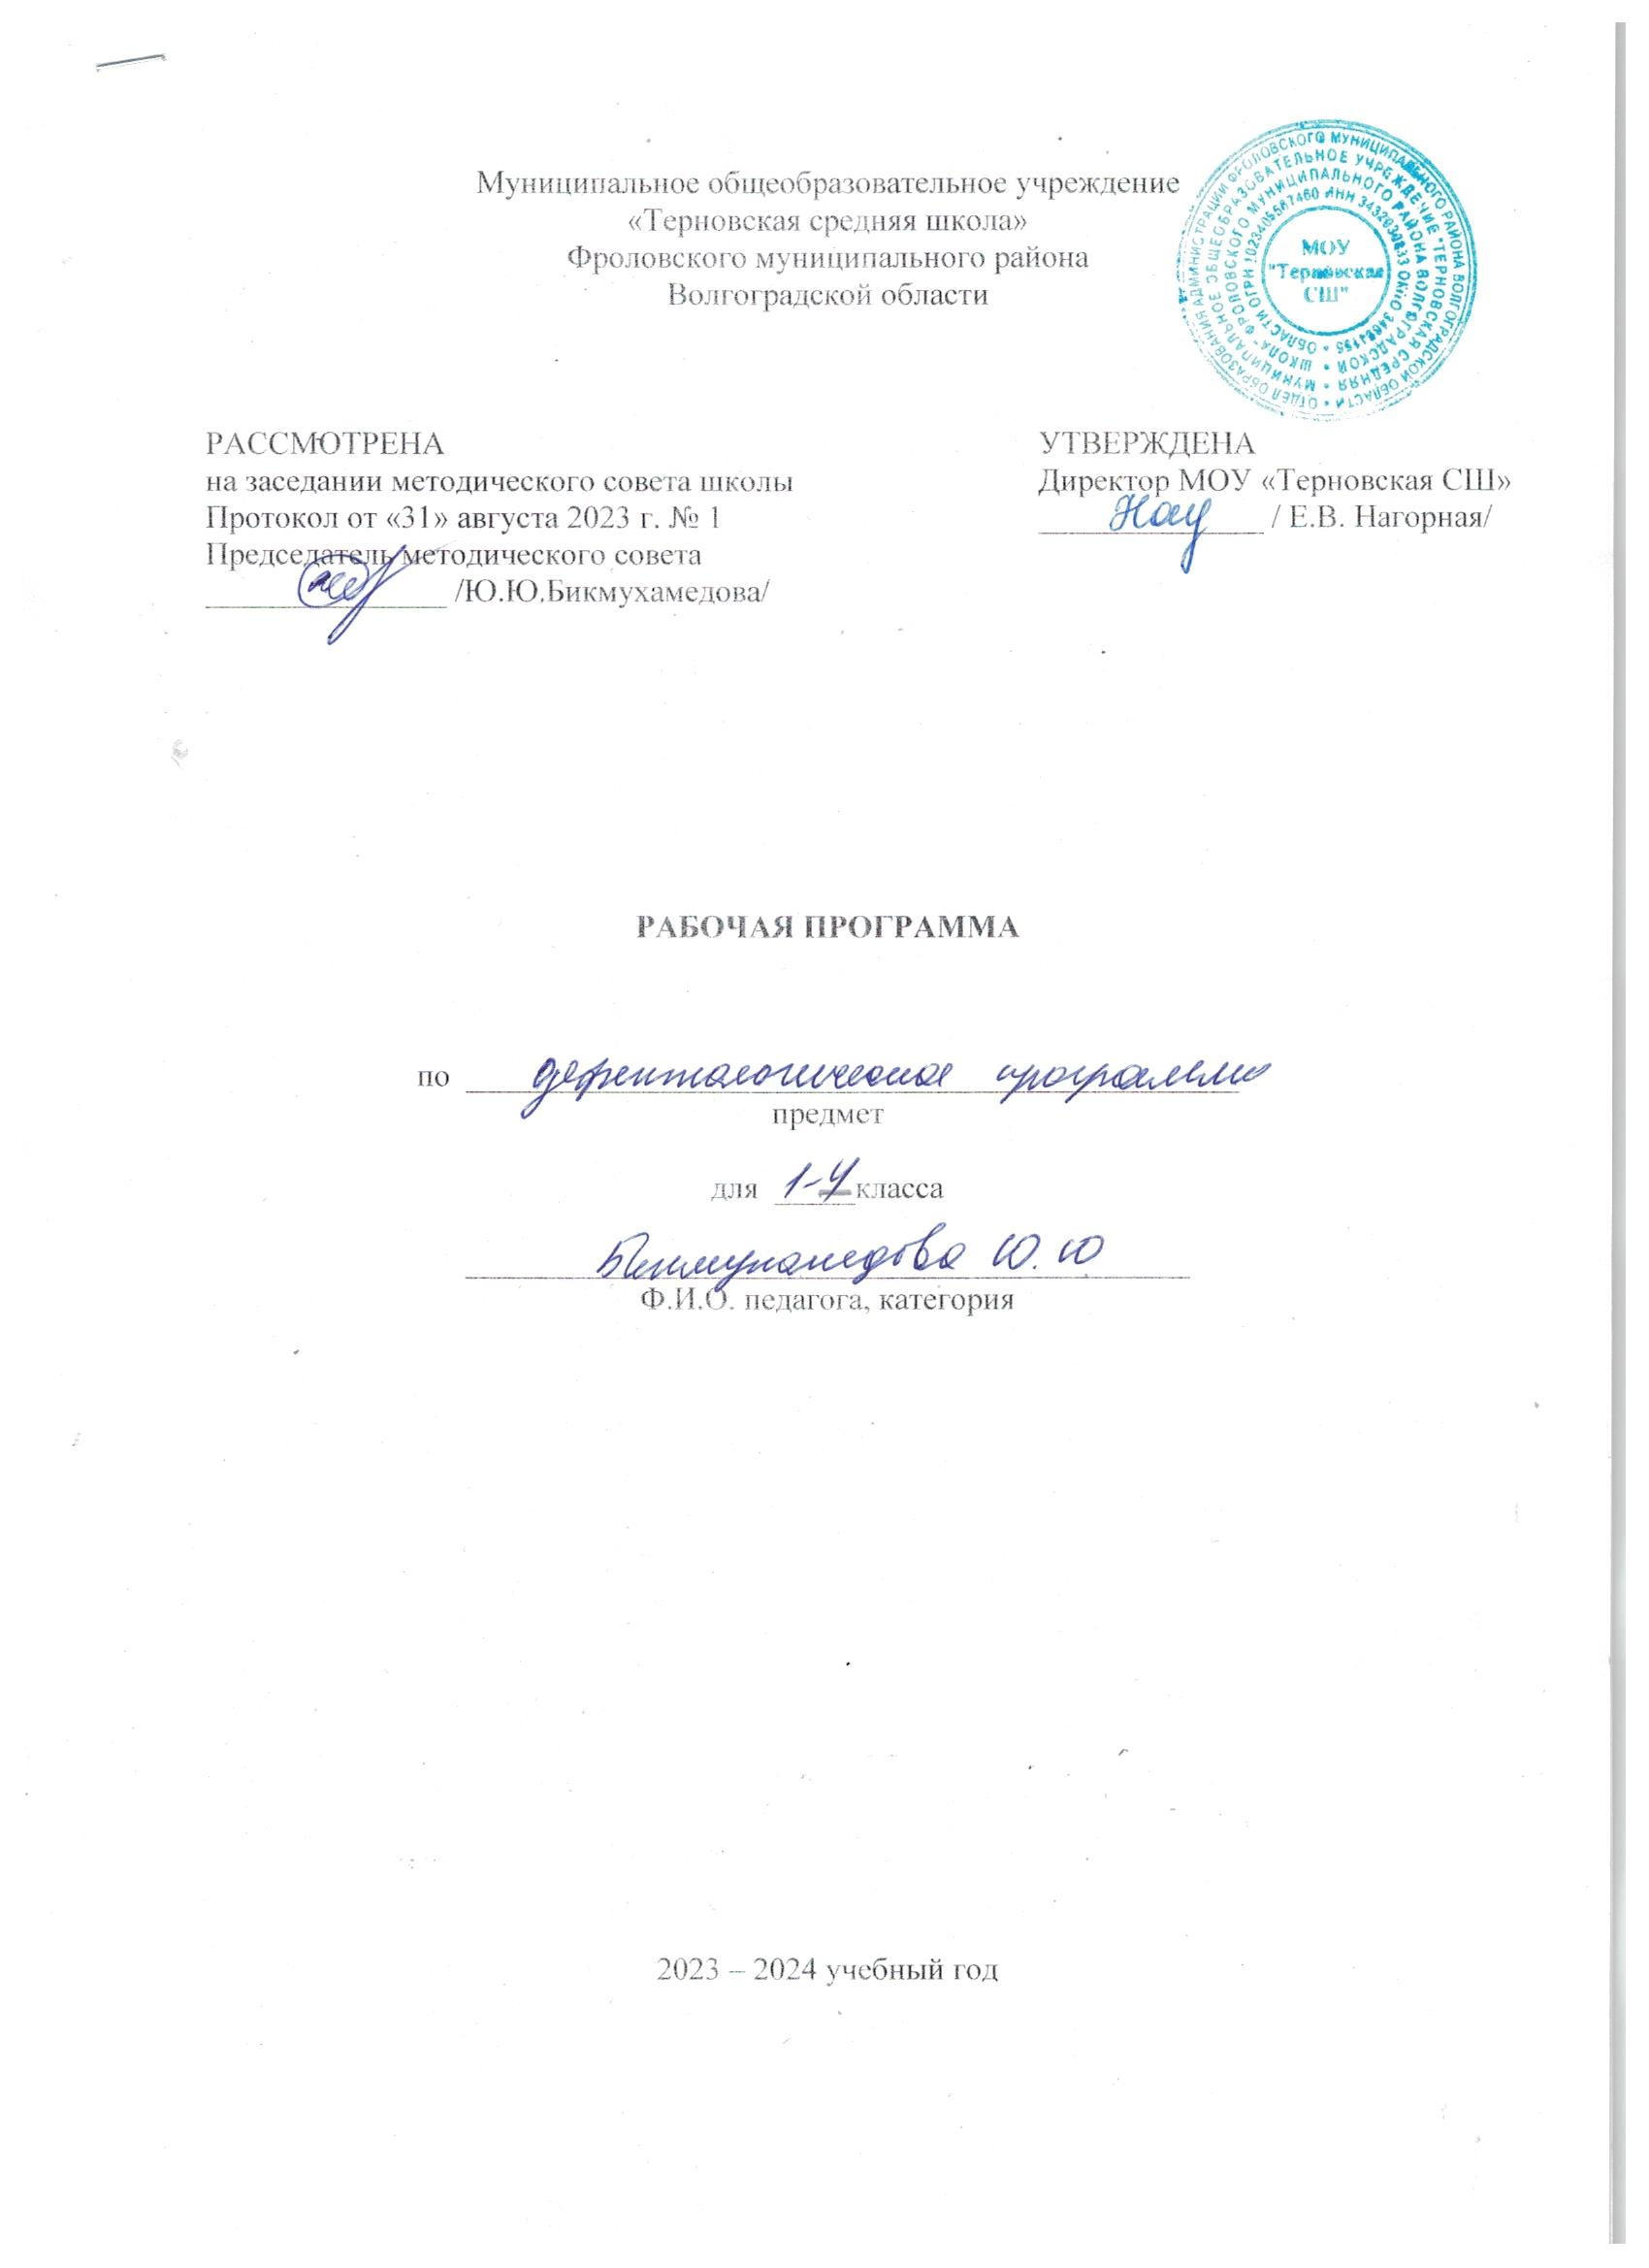 Муниципальное общеобразовательное учреждение
«Терновская средняя школа»
Фроловского муниципального района
Волгоградской области
МОУ
"Терновская
СШ"
РАССМОТРЕНА
на заседании методического совета школы
Протокол от «31» августа 2023 г. № 1
Председатель методического совета
/Ю.Ю.Бикмухамедова/
УТВЕРЖДЕНА
Директор МОУ «Терновская СШ»
/ Е.В. Нагорная/
РАБОЧАЯ ПРОГРАММА
по дефектологическая программа
предмет
для 1-4 класса
Бикмухамедова Ю.Ю
Ф.И.О. педагога, категория
2023 – 2024 учебный год